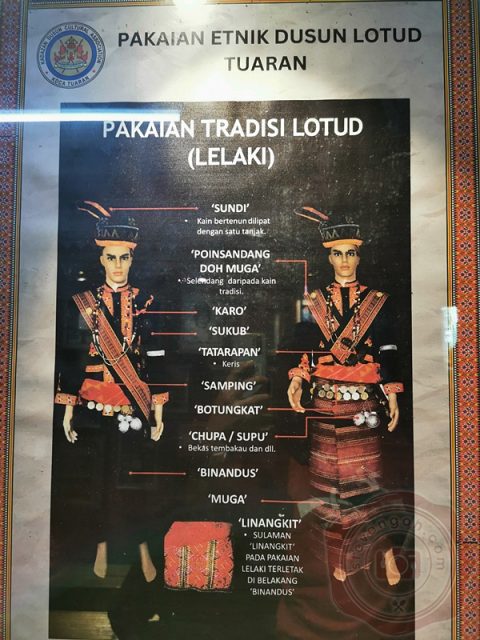 PAKAIAN ETNIK DUSUN LOTUD
TUARAN
PAKAIAN TRADISI LOTUD
(LELAKI)
'SUNDI'
• Kain bertenun dilipat
dengan satu tanjak.
'POINSANDANG
DOH MUGA'
• Selendang daripada kain
tradisi.
'KARO'
'SUKUB'
'TATARAPAN'
• Keris
'SAMPING'
'BOTUNGKAT'
'CHUPA / SUPU'
• Bekas tembakau dan dll.
'BINANDUS'
'MUGA'
'LINANGKIT'
• SULAMAN
'LINANGKIT'
PADA PAKAIAN
LELAKI TERLETAK
DI BELAKANG
'BINANDUS'